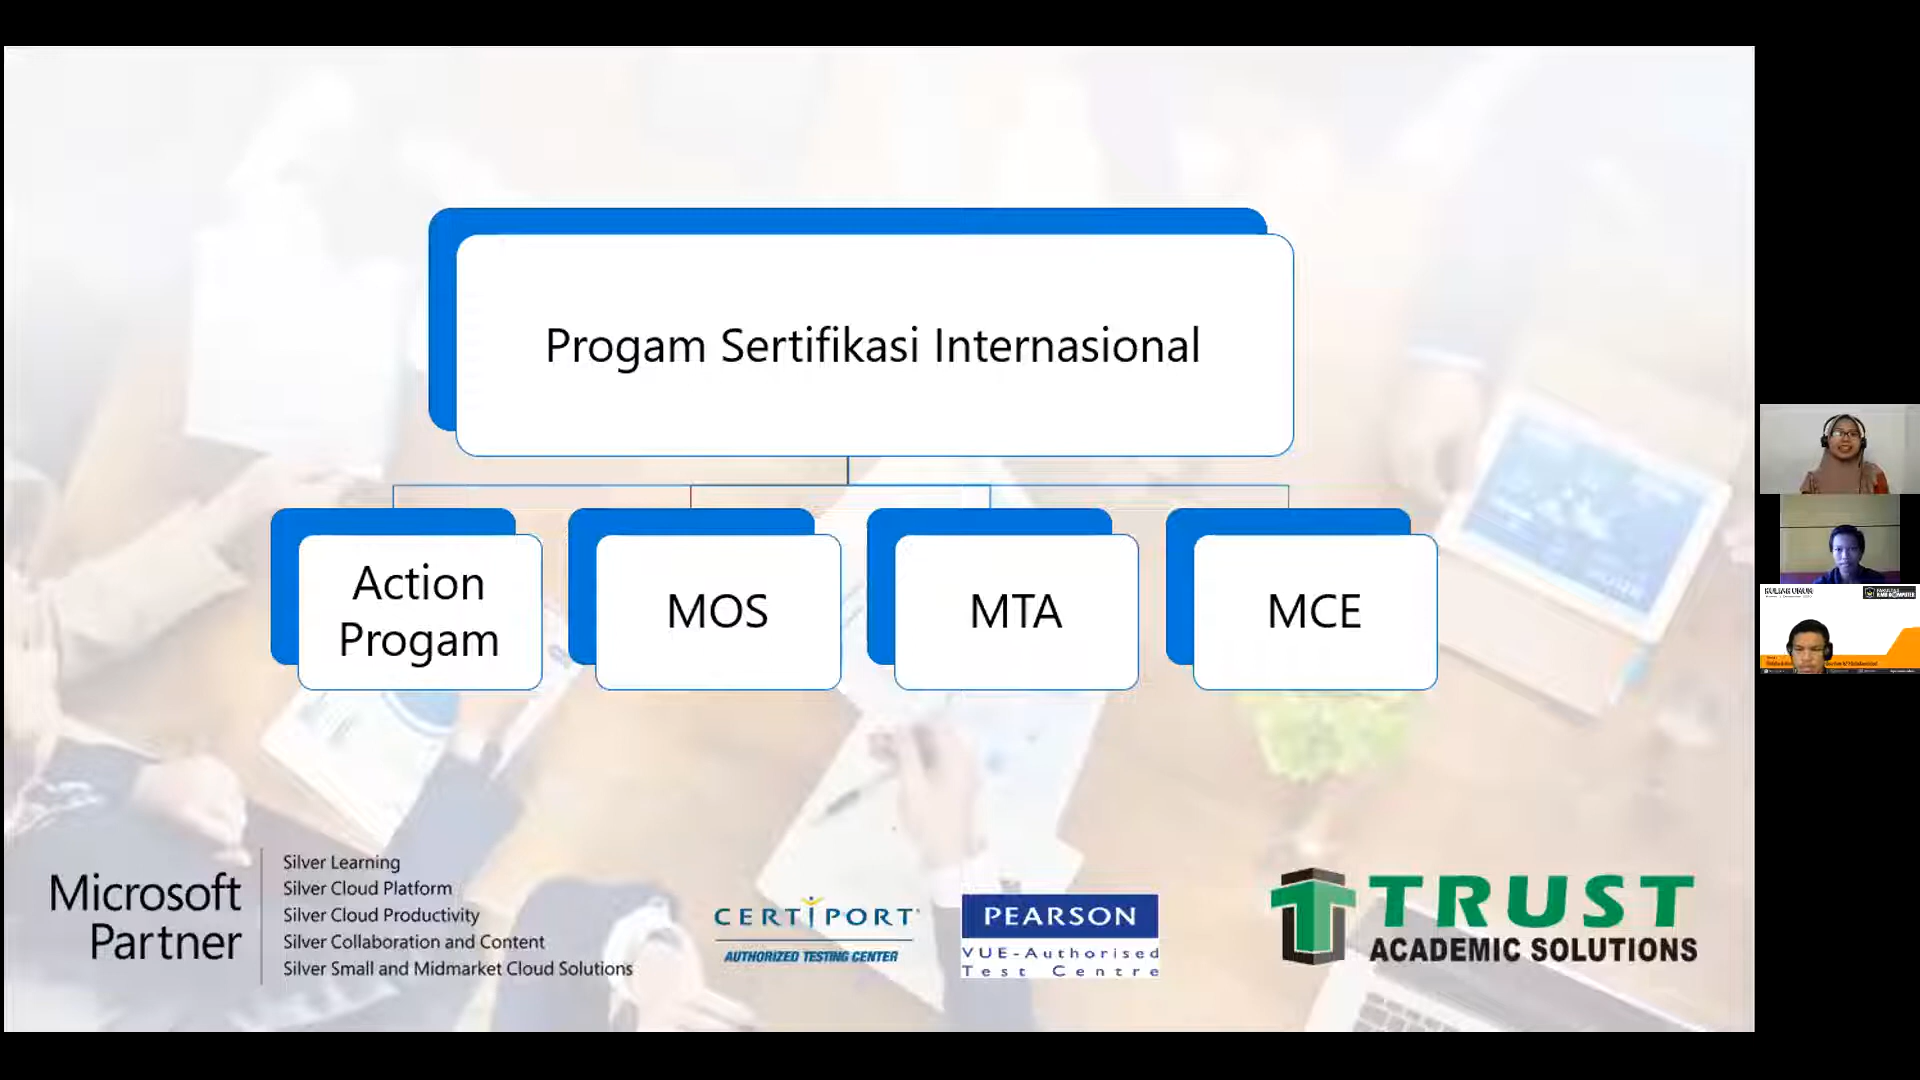 Progam Sertifikasi Internasional
Action
Progam
MOS
MTA
MCE
Microsoft
Partner
Silver Learning
Silver Cloud Platform
Silver Cloud Productivity
Silver Collaboration and Content
Silver Small and Midmarket Cloud Solutions
CERTIPORT
AUTHORIZED TESTING CENTER
PEARSON
VUE-Authorised
Test Centre
TRUST
ACADEMIC SOLUTIONS
KULIAH UMUM